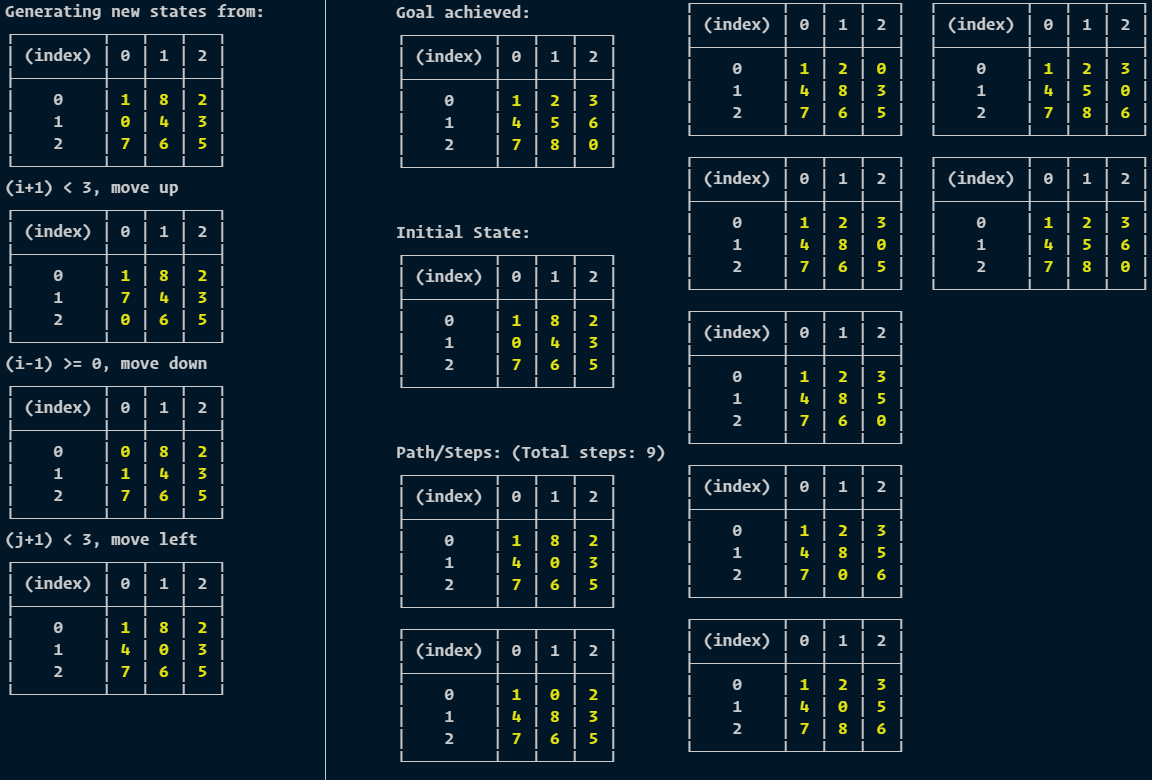 Generating new states from:
(index) 0 1 2
0 1 8 2
1 0 4 3
2 7 6 5
(i+1) < 3, move up
(index) 0 1 2
0 1 8 2
1 7 4 3
2 0 6 5
(i-1) >= 0, move down
(index) 0 1 2
0 0 8 2
1 1 4 3
2 7 6 5
(j+1) < 3, move left
(index) 0 1 2
0 1 8 2
1 4 0 3
2 7 6 5
Goal achieved:
(index) 0 1 2
0 1 2 3
1 4 5 6
2 7 8 0
Initial State:
(index) 0 1 2
0 1 8 2
1 0 4 3
2 7 6 5
Path/Steps: (Total steps: 9)
(index) 0 1 2
0 1 8 2
1 4 0 3
2 7 6 5
(index) 0 1 2
0 1 0 2
1 4 8 3
2 7 6 5
(index) 0 1 2
0 1 2 0
1 4 8 3
2 7 6 5
(index) 0 1 2
0 1 2 3
1 4 8 0
2 7 6 5
(index) 0 1 2
0 1 2 3
1 4 8 5
2 7 6 0
(index) 0 1 2
0 1 2 3
1 4 8 5
2 7 0 6
(index) 0 1 2
0 1 2 3
1 4 0 5
2 7 8 6
(index) 0 1 2
0 1 2 3
1 4 5 0
2 7 8 6
(index) 0 1 2
0 1 2 3
1 4 5 6
2 7 8 0